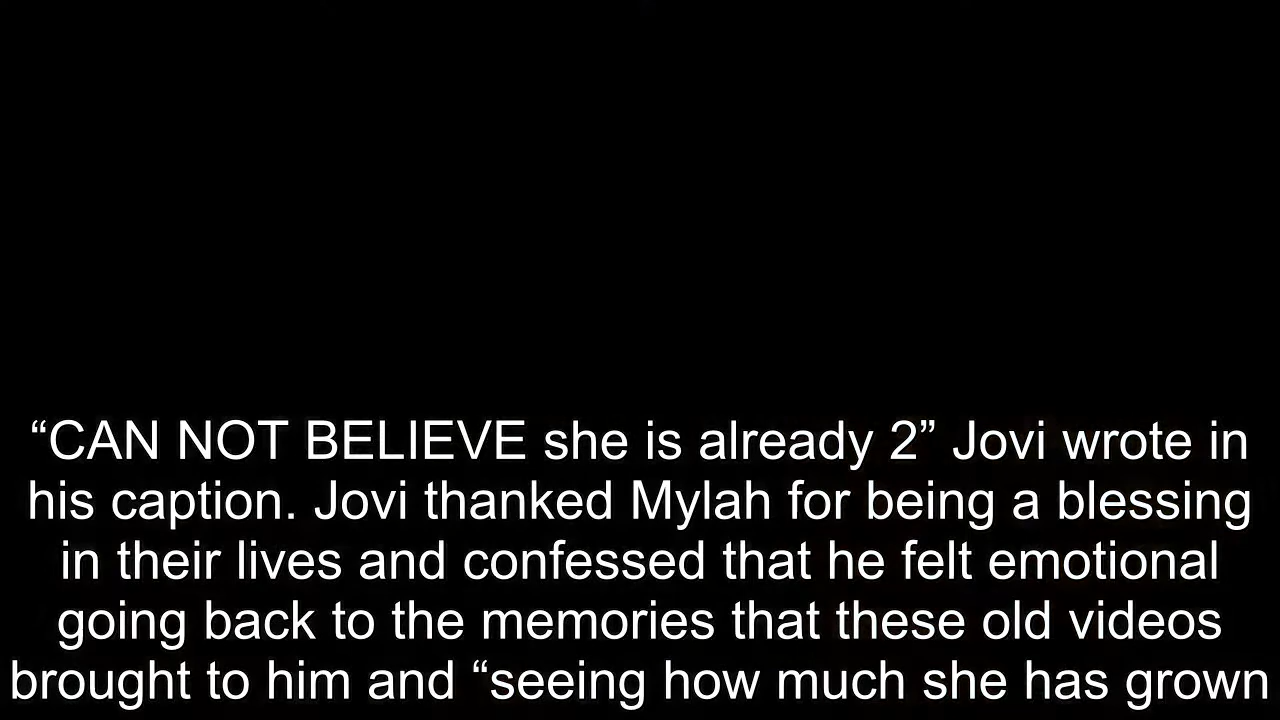 “CAN NOT BELIEVE she is already 2” Jovi wrote in
his caption. Jovi thanked Mylah for being a blessing
in their lives and confessed that he felt emotional
going back to the memories that these old videos
brought to him and “seeing how much she has grown